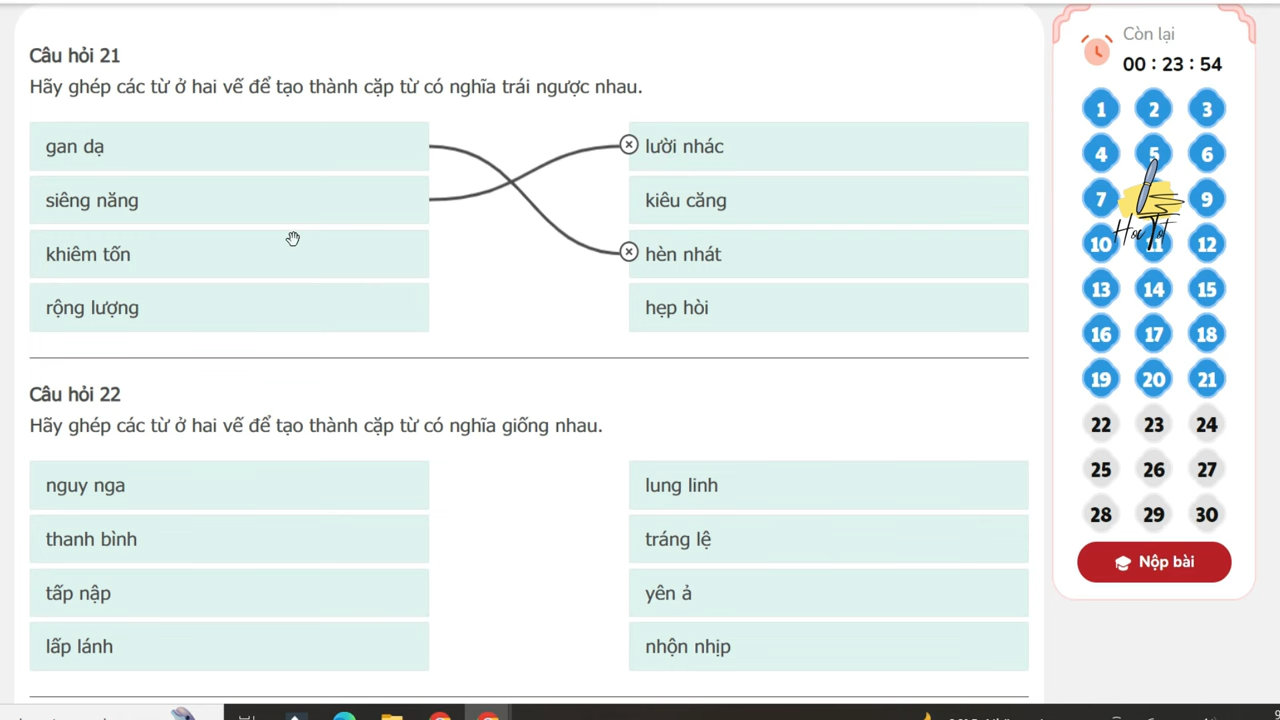 Câu hỏi 21
Hãy ghép các từ ở hai vế để tạo thành cặp từ có nghĩa trái ngược nhau.
gan dạ
lười nhác
siêng năng
kiêu căng
khiêm tốn
hèn nhát
rộng lượng
hẹp hòi
Câu hỏi 22
Hãy ghép các từ ở hai vế để tạo thành cặp từ có nghĩa giống nhau.
nguy nga
lung linh
thanh bình
tráng lệ
tấp nập
yên ả
lấp lánh
nhộn nhịp
Còn lại
00 : 23 : 54
1 2 3
4 5 6
7 9
Học Tốt
10 11 12
13 14 15
16 17 18
19 20 21
22 23 24
25 26 27
28 29 30
Nộp bài